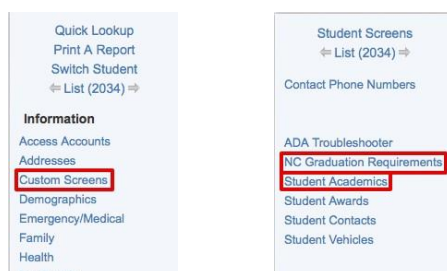 Quick Lookup
Print A Report
Switch Student
⇐ List (2034) ⇒
Information
Access Accounts
Addresses
Custom Screens
Demographics
Emergency/Medical
Family
Health
Student Screens
⇐ List (2034) ⇒
Contact Phone Numbers
ADA Troubleshooter
NC Graduation Requirements
Student Academics
Student Awards
Student Contacts
Student Vehicles